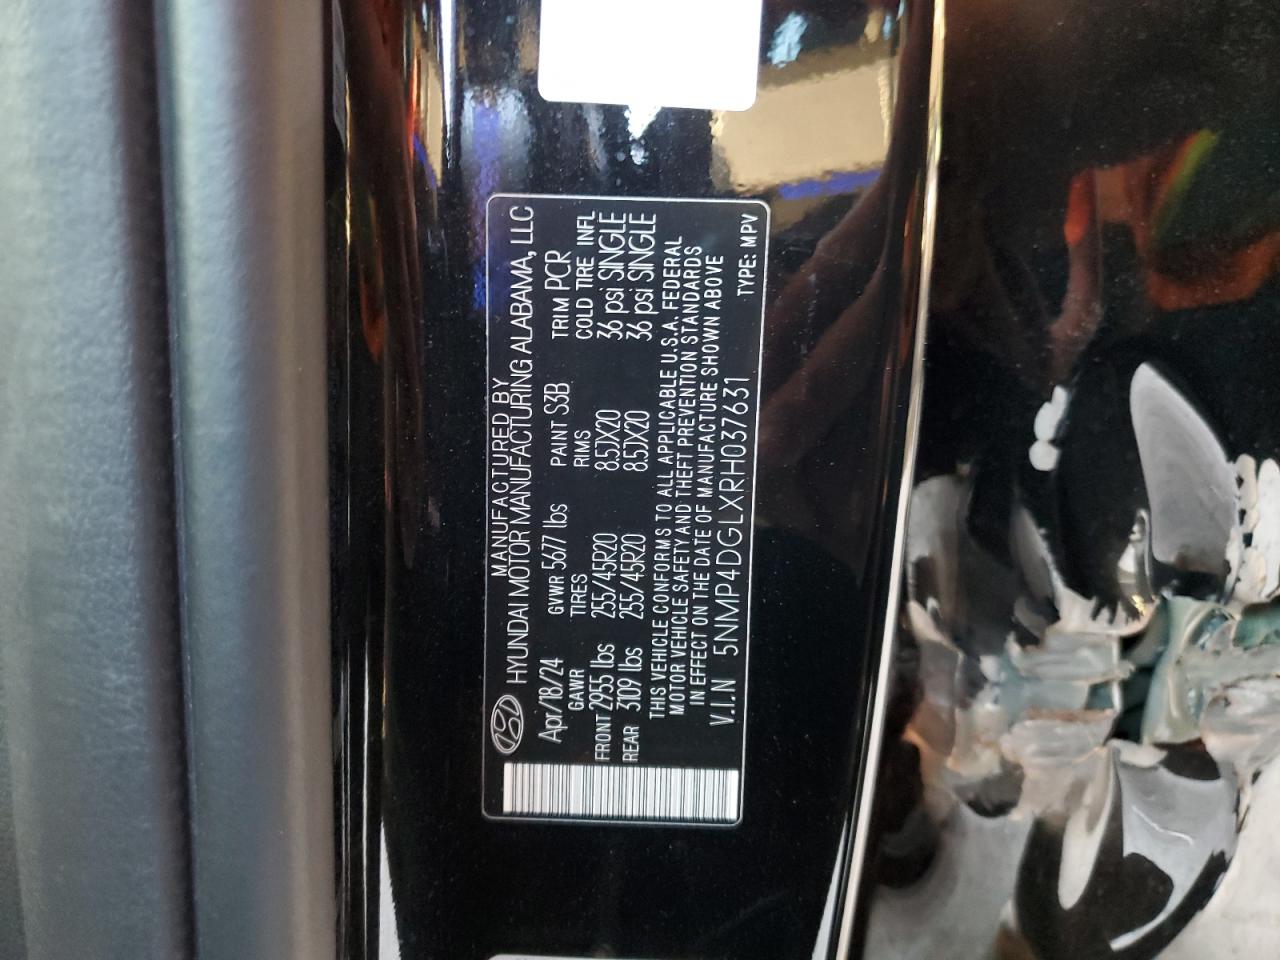 MANUFACTURED BY
HYUNDAI MOTOR MANUFACTURING ALABAMA, LLC
Apr/18/24 GVWR 5677 lbs PAINT S3B TRIM PCR
GAWR TIRES RIMS COLD TIRE INFL
FRONT 2955 lbs 255/45R20 8.5JX20 36 psi SINGLE
REAR 3109 lbs 255/45R20 8.5JX20 36 psi SINGLE
THIS VEHICLE CONFORMS TO ALL APPLICABLE U.S.A. FEDERAL
MOTOR VEHICLE SAFETY AND THEFT PREVENTION STANDARDS
IN EFFECT ON THE DATE OF MANUFACTURE SHOWN ABOVE
V.I.N 5NMP4DGLXRH037631 TYPE: MPV